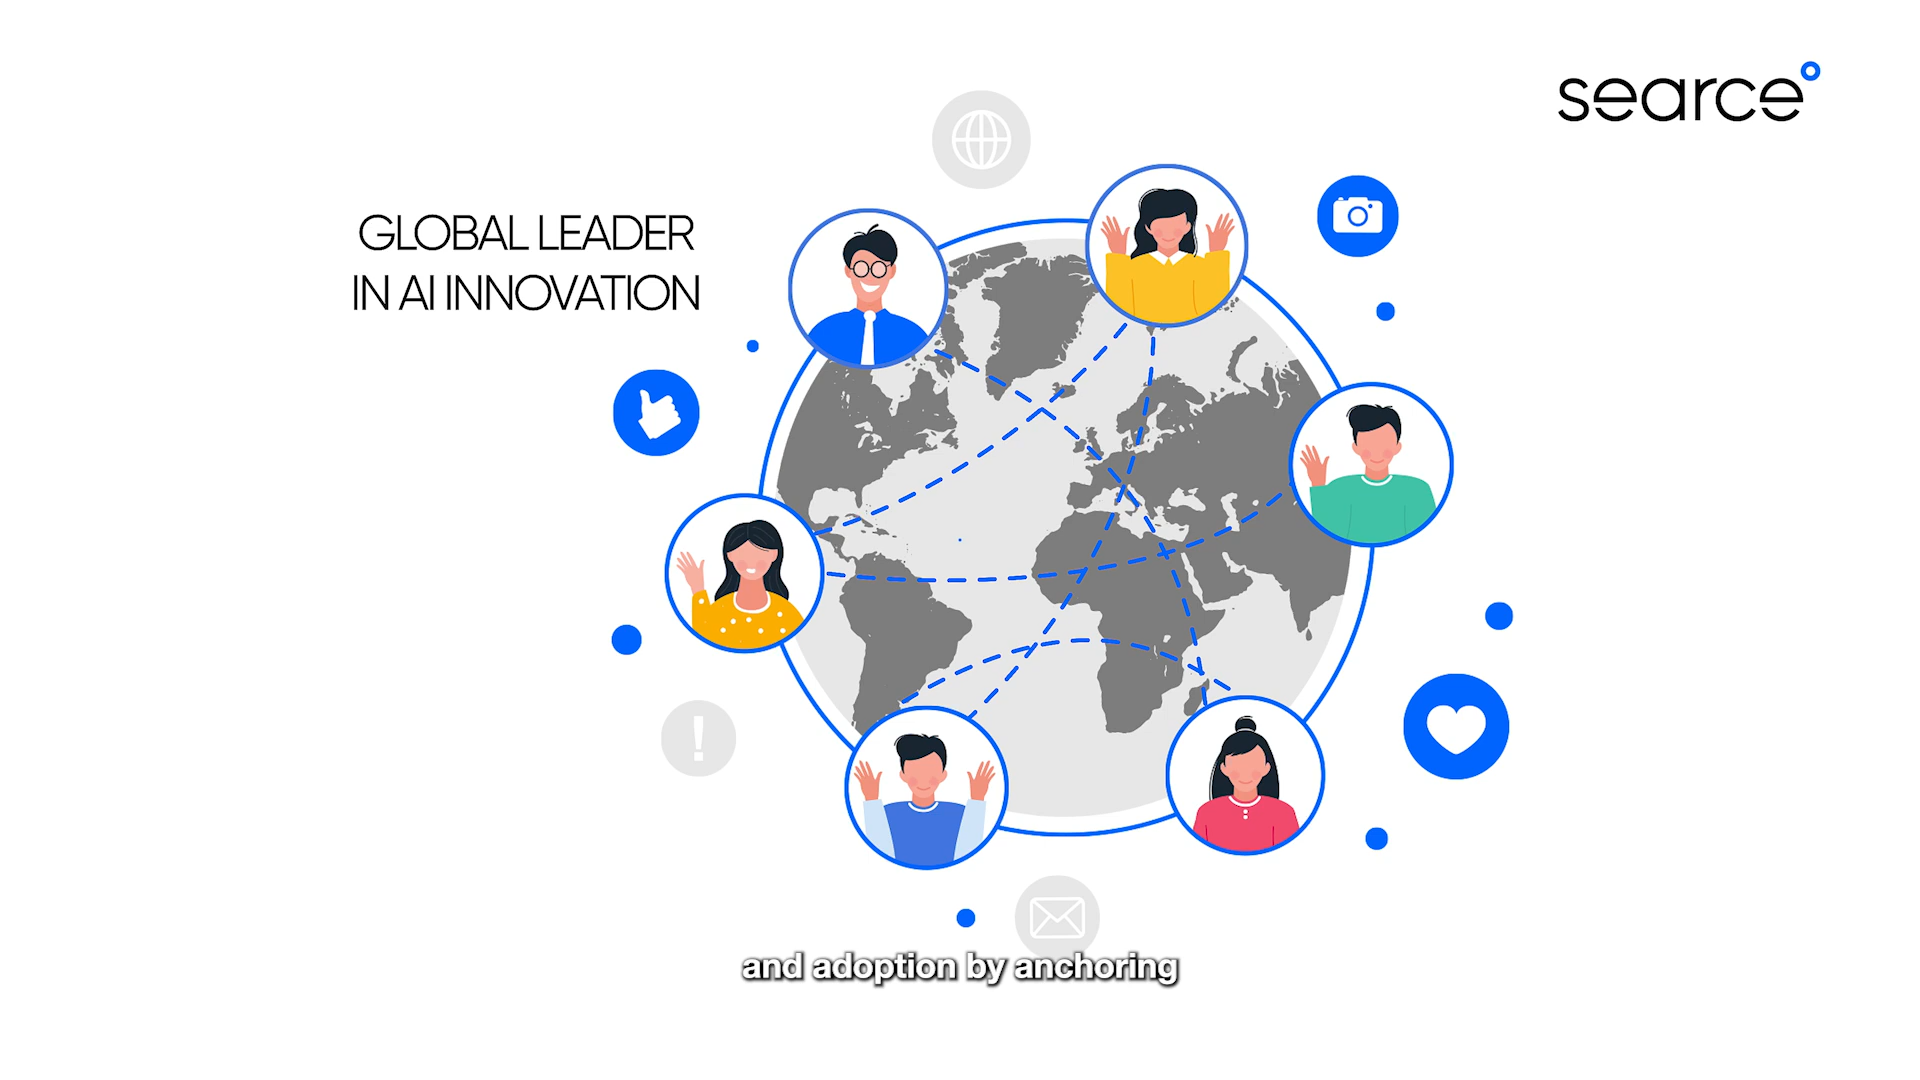 searce
GLOBAL LEADER
IN AI INNOVATION
!
and adoption by anchoring